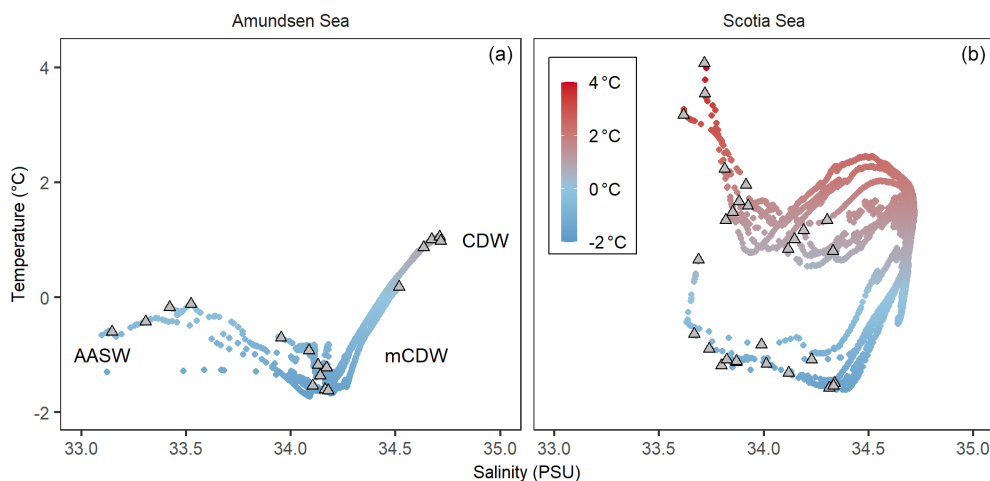 Amundsen Sea
Scotia Sea
(a)
(b)
Temperature (°C)
4
2
0
-2
4 °C
2 °C
0 °C
-2 °C
CDW
AASW
mCDW
33.0 33.5 34.0 34.5 35.0
33.0 33.5 34.0 34.5 35.0
Salinity (PSU)